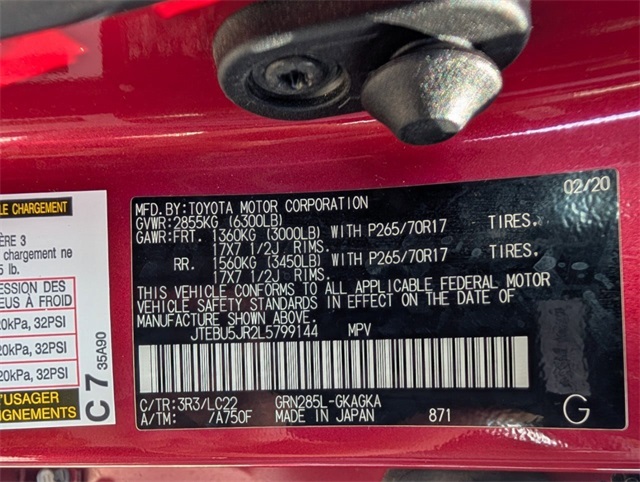 LE CHARGEMENT
ÈRE 3
chargement ne
5 lb.
ESSION DES
EUS À FROID
20kPa, 32PSI
20kPa, 32PSI
20kPa, 32PSI
L'USAGER
IGNEMENTS
C 7 35A90
MFD.BY:TOYOTA MOTOR CORPORATION 02/20
GVWR:2855KG (6300LB)
GAWR:FRT. 1360KG (3000LB) WITH P265/70R17 TIRES.
17X7 1/2J RIMS.
RR. 1560KG (3450LB) WITH P265/70R17 TIRES.
17X7 1/2J RIMS.
THIS VEHICLE CONFORMS TO ALL APPLICABLE FEDERAL MOTOR
VEHICLE SAFETY STANDARDS IN EFFECT ON THE DATE OF
MANUFACTURE SHOWN ABOVE.
JTEBU5JR2L5799144 MPV
C/TR:3R3/LC22 GRN285L-GKAGKA
A/TM: /A750F MADE IN JAPAN 871 G